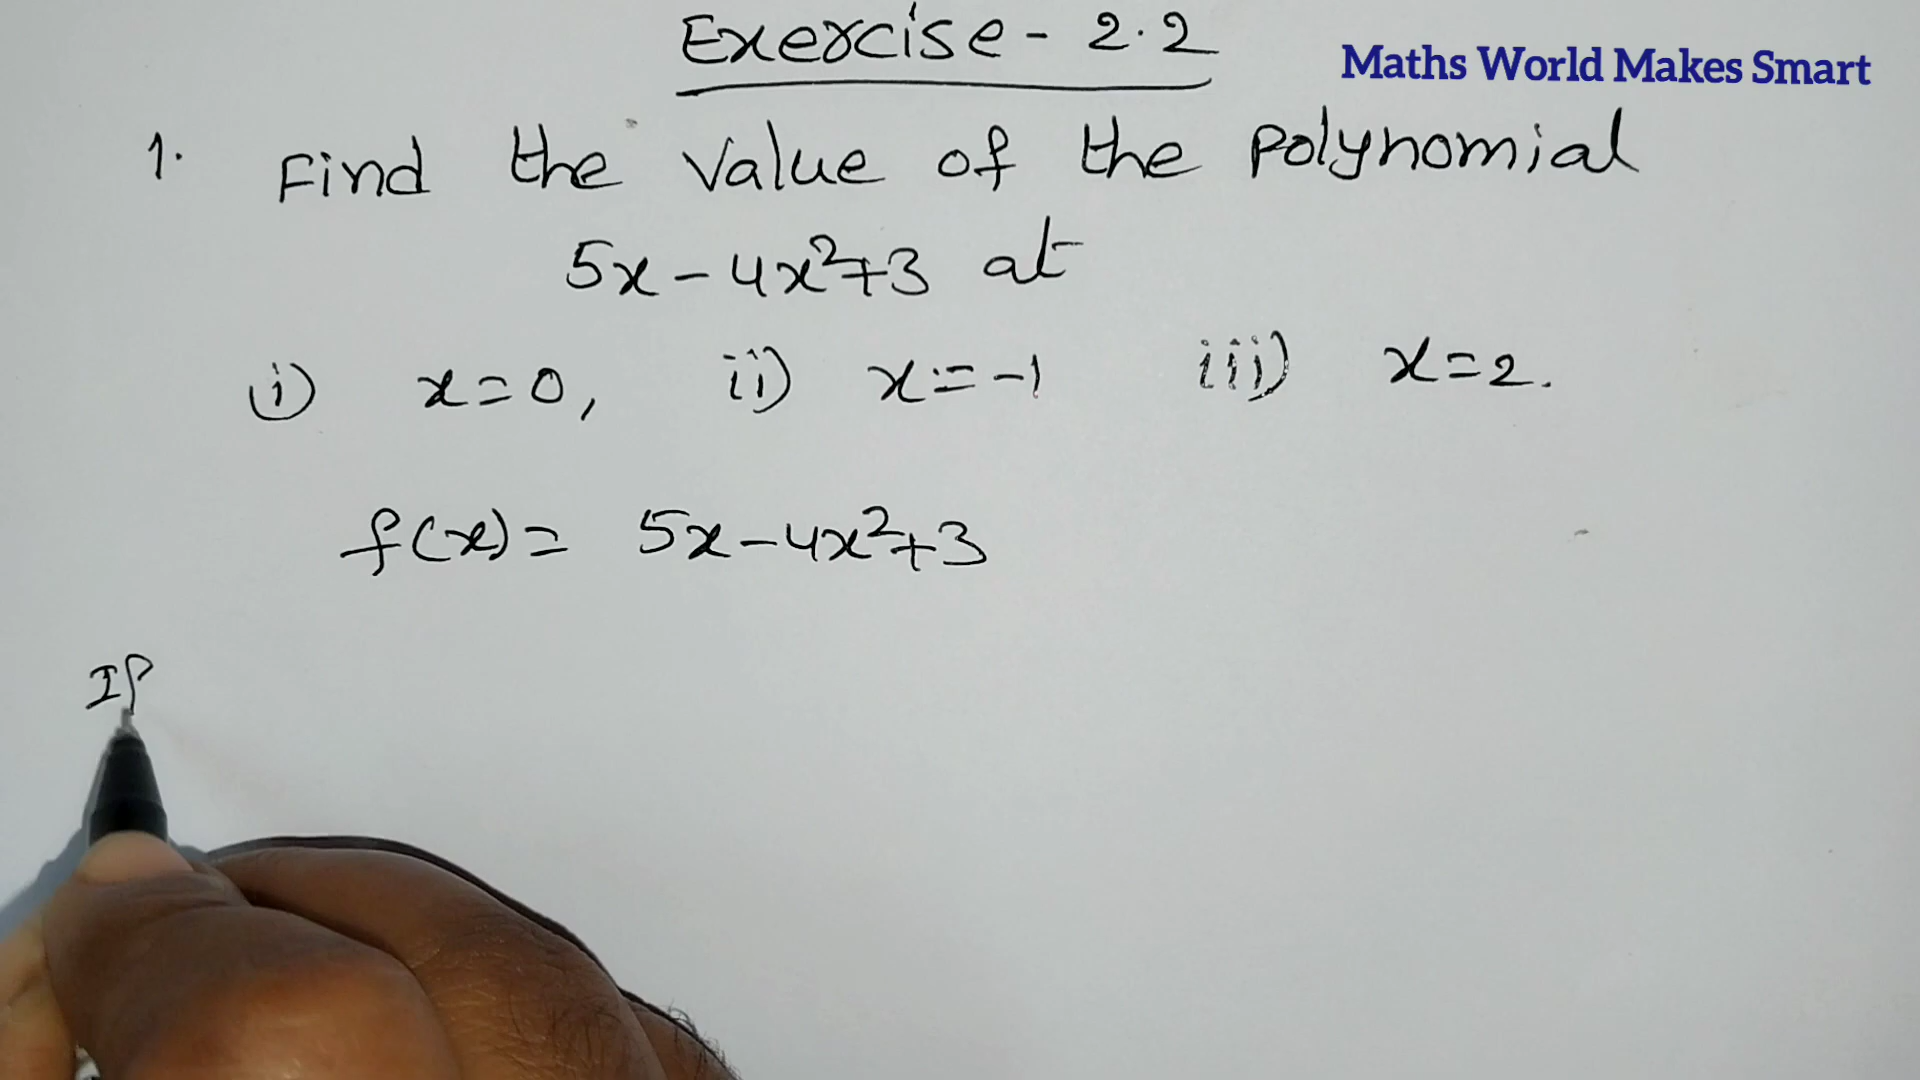 Exercise - 2.2
Maths World Makes Smart
1. Find the value of the polynomial
5x - 4x²+3 at
i) x=0, ii) x=-1 iii) x=2.
f(x)= 5x-4x²+3
If